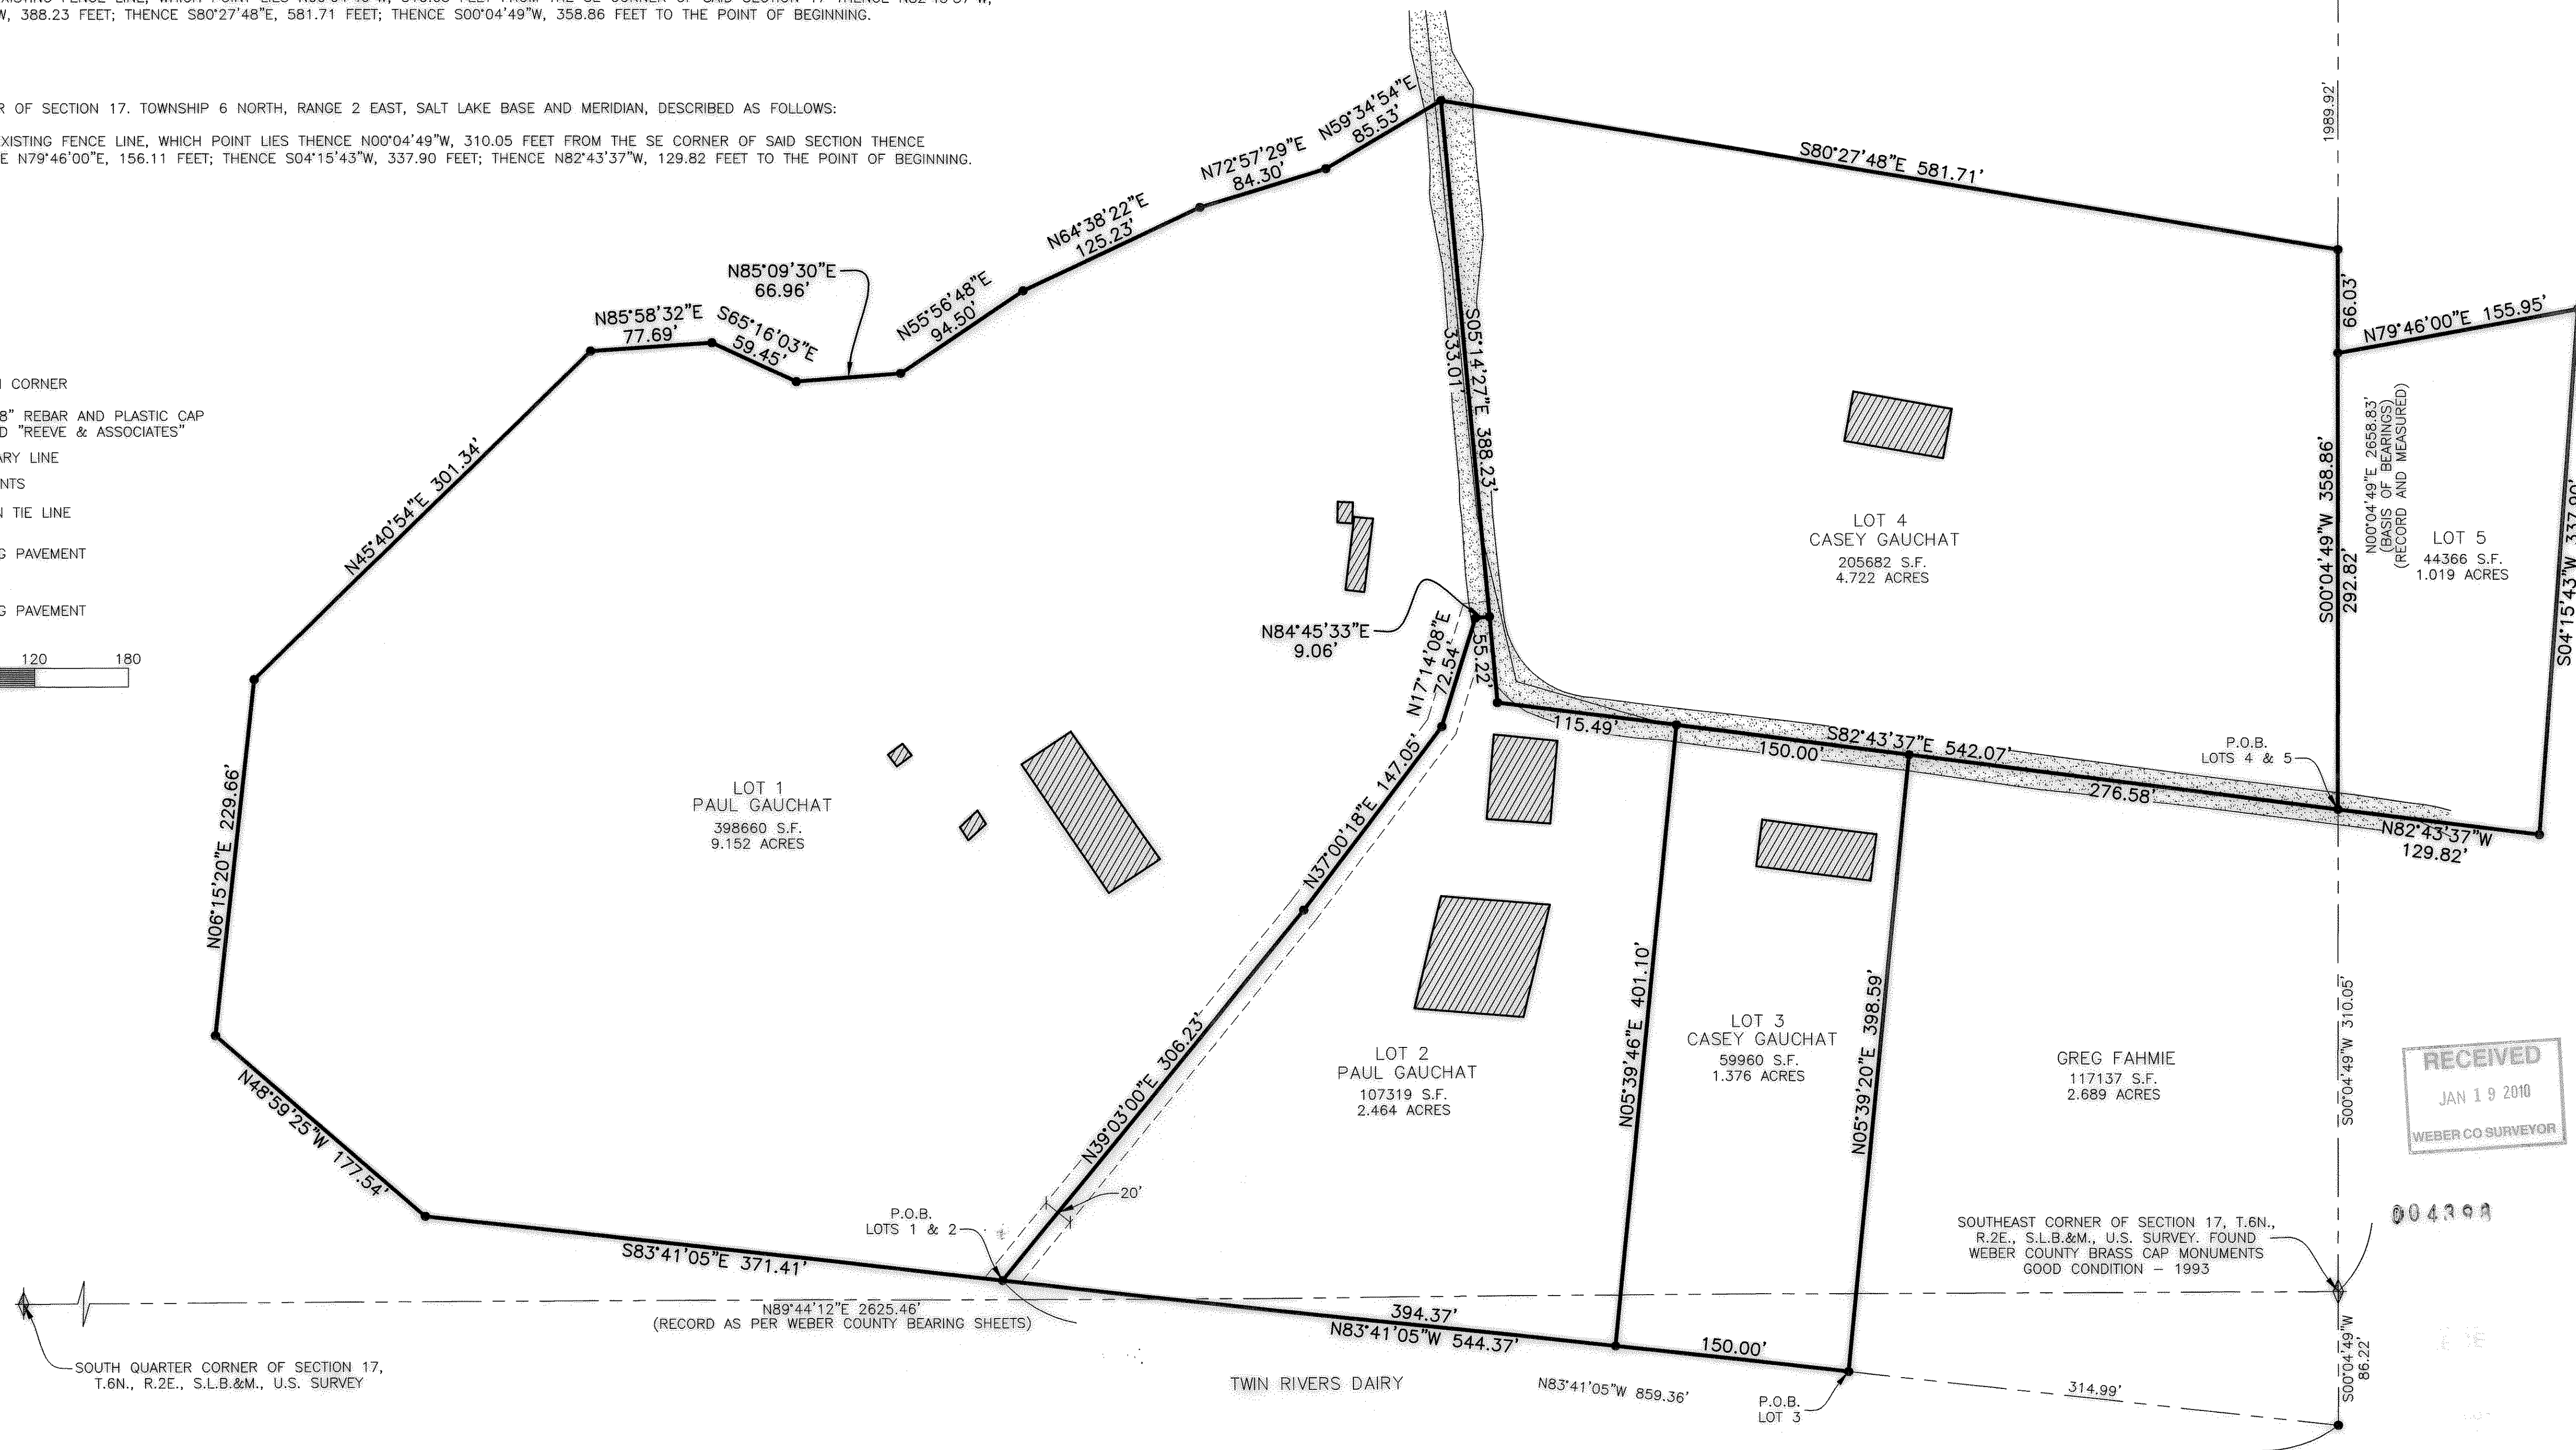 W, 388.23 FEET; THENCE S80°27'48"E, 581.71 FEET; THENCE S00°04'49"W, 358.86 FEET TO THE POINT OF BEGINNING.
R OF SECTION 17. TOWNSHIP 6 NORTH, RANGE 2 EAST, SALT LAKE BASE AND MERIDIAN, DESCRIBED AS FOLLOWS:
EXISTING FENCE LINE, WHICH POINT LIES THENCE N00°04'49"W, 310.05 FEET FROM THE SE CORNER OF SAID SECTION THENCE
E N79°46'00"E, 156.11 FEET; THENCE S04°15'43"W, 337.90 FEET; THENCE N82°43'37"W, 129.82 FEET TO THE POINT OF BEGINNING.
N CORNER
8" REBAR AND PLASTIC CAP
D "REEVE & ASSOCIATES"
ARY LINE
NTS
N TIE LINE
G PAVEMENT
G PAVEMENT
120 180
1989.92'
N59°34'54"E
85.53'
N72°57'29"E
84.30'
N64°38'22"E
125.23'
S80°27'48"E 581.71'
N85°09'30"E
66.96'
N55°56'48"E
94.50'
N85°58'32"E
77.69'
S65°16'03"E
59.45'
66.03'
N79°46'00"E 155.95'
333.01'
S05°14'27"E 388.23'
N45°40'54"E 301.34'
S00°04'49"W 358.86'
292.82'
N00°04'49"E 2658.83'
(BASIS OF BEARINGS)
(RECORD AND MEASURED)
LOT 4
CASEY GAUCHAT
205682 S.F.
4.722 ACRES
LOT 5
44366 S.F.
1.019 ACRES
S04°15'43"W 337.90'
N84°45'33"E
9.06'
N17°14'08"E
72.54'
55.22'
115.49'
150.00'
S82°43'37"E 542.07'
276.58'
P.O.B.
LOTS 4 & 5
N82°43'37"W
129.82'
LOT 1
PAUL GAUCHAT
398660 S.F.
9.152 ACRES
N37°00'18"E 147.05'
N06°15'20"E 229.66'
N48°59'25"W 177.54'
N39°03'00"E 306.23'
N05°39'46"E 401.10'
N05°39'20"E 398.59'
LOT 2
PAUL GAUCHAT
107319 S.F.
2.464 ACRES
LOT 3
CASEY GAUCHAT
59960 S.F.
1.376 ACRES
GREG FAHMIE
117137 S.F.
2.689 ACRES
S00°04'49"W 310.05'
RECEIVED
JAN 19 2010
WEBER CO SURVEYOR
004398
20'
P.O.B.
LOTS 1 & 2
S83°41'05"E 371.41'
SOUTHEAST CORNER OF SECTION 17, T.6N.,
R.2E., S.L.B.&M., U.S. SURVEY. FOUND
WEBER COUNTY BRASS CAP MONUMENTS
GOOD CONDITION – 1993
N89°44'12"E 2625.46'
(RECORD AS PER WEBER COUNTY BEARING SHEETS)
394.37'
N83°41'05"W 544.37'
150.00'
S00°04'49"W
86.22'
SOUTH QUARTER CORNER OF SECTION 17,
T.6N., R.2E., S.L.B.&M., U.S. SURVEY
TWIN RIVERS DAIRY
N83°41'05"W 859.36'
P.O.B.
LOT 3
314.99'